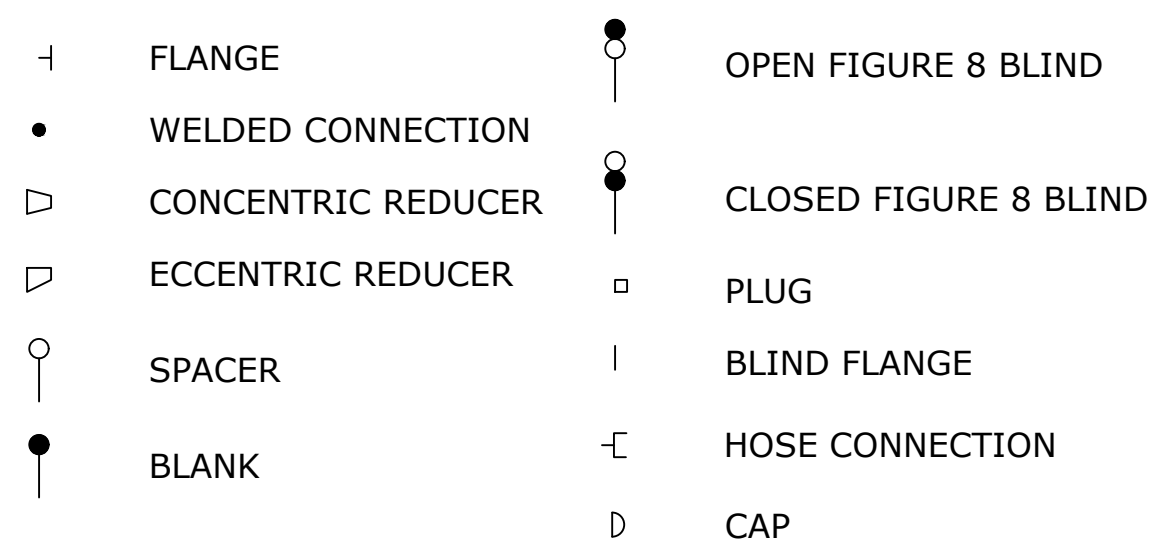 FLANGE
WELDED CONNECTION
CONCENTRIC REDUCER
ECCENTRIC REDUCER
SPACER
BLANK
OPEN FIGURE 8 BLIND
CLOSED FIGURE 8 BLIND
PLUG
BLIND FLANGE
HOSE CONNECTION
CAP